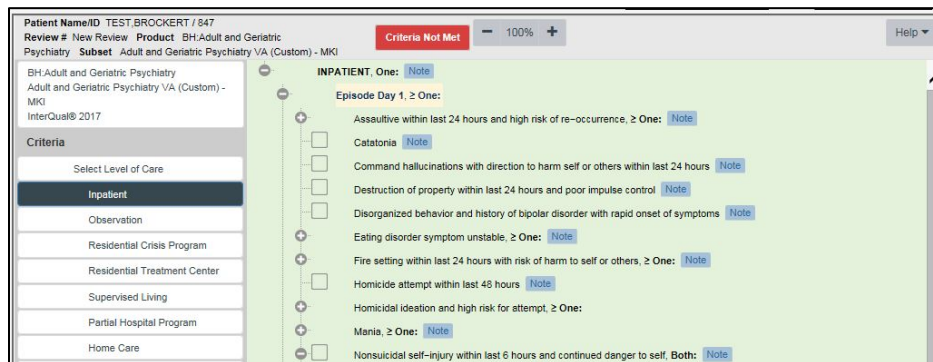 Patient Name/ID TEST,BROCKERT / 847
Review # New Review Product BH:Adult and Geriatric
Psychiatry Subset Adult and Geriatric Psychiatry VA (Custom) - MKI
Criteria Not Met
100%
Help
BH:Adult and Geriatric Psychiatry
Adult and Geriatric Psychiatry VA (Custom) -
MKI
InterQual® 2017
Criteria
Select Level of Care
Inpatient
Observation
Residential Crisis Program
Residential Treatment Center
Supervised Living
Partial Hospital Program
Home Care
INPATIENT, One: Note
Episode Day 1, ≥ One:
Assaultive within last 24 hours and high risk of re-occurrence, ≥ One: Note
Catatonia Note
Command hallucinations with direction to harm self or others within last 24 hours Note
Destruction of property within last 24 hours and poor impulse control Note
Disorganized behavior and history of bipolar disorder with rapid onset of symptoms Note
Eating disorder symptom unstable, ≥ One: Note
Fire setting within last 24 hours with risk of harm to self or others, ≥ One: Note
Homicide attempt within last 48 hours Note
Homicidal ideation and high risk for attempt, ≥ One:
Mania, ≥ One: Note
Nonsuicidal self-injury within last 6 hours and continued danger to self, Both: Note